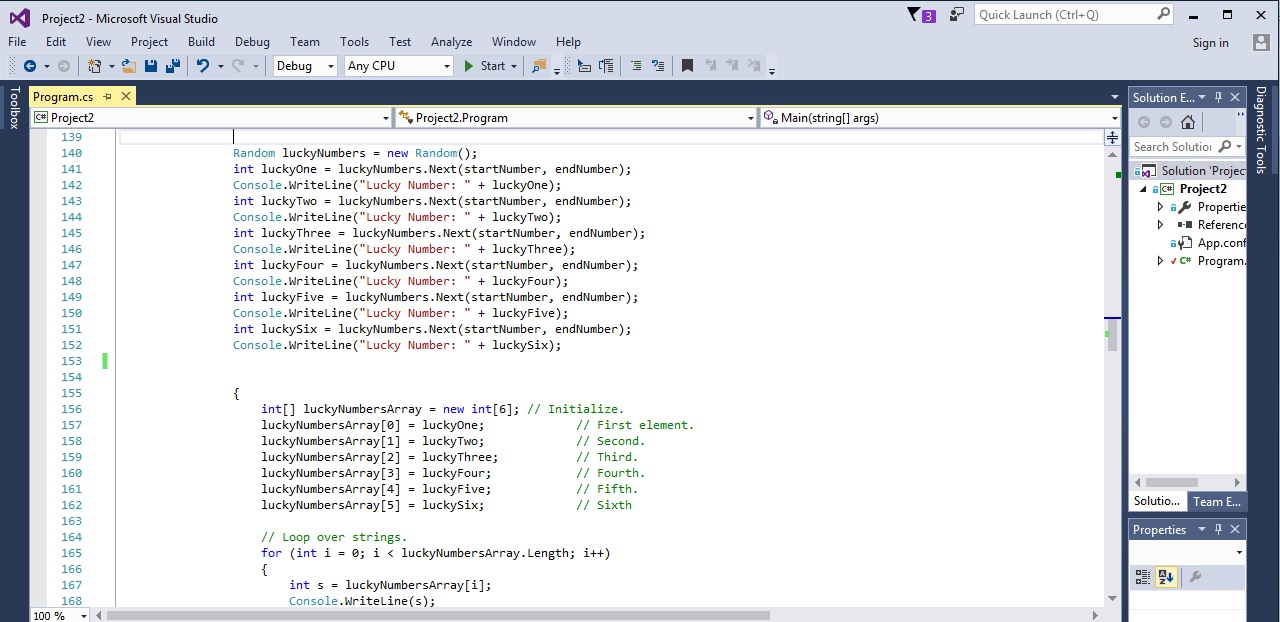 Project2 - Microsoft Visual Studio
3
Quick Launch (Ctrl+Q)
File Edit View Project Build Debug Team Tools Test Analyze Window Help
Sign in
Debug Any CPU Start
Toolbox
Program.cs
C# Project2 Project2.Program Main(string[] args)
139
140 Random luckyNumbers = new Random();
141 int luckyOne = luckyNumbers.Next(startNumber, endNumber);
142 Console.WriteLine("Lucky Number: " + luckyOne);
143 int luckyTwo = luckyNumbers.Next(startNumber, endNumber);
144 Console.WriteLine("Lucky Number: " + luckyTwo);
145 int luckyThree = luckyNumbers.Next(startNumber, endNumber);
146 Console.WriteLine("Lucky Number: " + luckyThree);
147 int luckyFour = luckyNumbers.Next(startNumber, endNumber);
148 Console.WriteLine("Lucky Number: " + luckyFour);
149 int luckyFive = luckyNumbers.Next(startNumber, endNumber);
150 Console.WriteLine("Lucky Number: " + luckyFive);
151 int luckySix = luckyNumbers.Next(startNumber, endNumber);
152 Console.WriteLine("Lucky Number: " + luckySix);
153
154
155 {
156 int[] luckyNumbersArray = new int[6]; // Initialize.
157 luckyNumbersArray[0] = luckyOne; // First element.
158 luckyNumbersArray[1] = luckyTwo; // Second.
159 luckyNumbersArray[2] = luckyThree; // Third.
160 luckyNumbersArray[3] = luckyFour; // Fourth.
161 luckyNumbersArray[4] = luckyFive; // Fifth.
162 luckyNumbersArray[5] = luckySix; // Sixth
163
164 // Loop over strings.
165 for (int i = 0; i < luckyNumbersArray.Length; i++)
166 {
167 int s = luckyNumbersArray[i];
168 Console.WriteLine(s);
100 %
Solution E...
Search Solutio
Solution 'Project
C# Project2
Propertie
Referenc
App.conf
C# Program.
Solutio... Team E...
Properties
Diagnostic Tools